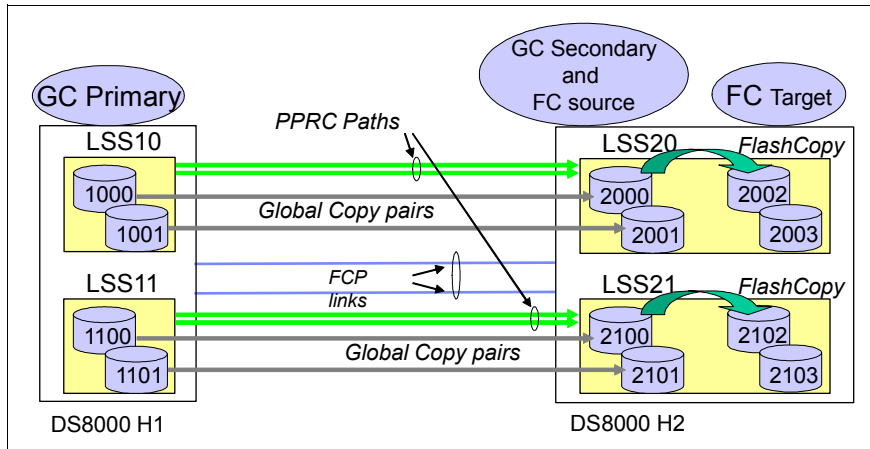 GC Primary
GC Secondary
and
FC source
FC Target
PPRC Paths
LSS10
1000
1001
Global Copy pairs
LSS20
FlashCopy
2000
2001
2002
2003
FCP
links
LSS11
1100
1101
Global Copy pairs
LSS21
FlashCopy
2100
2101
2102
2103
DS8000 H1
DS8000 H2